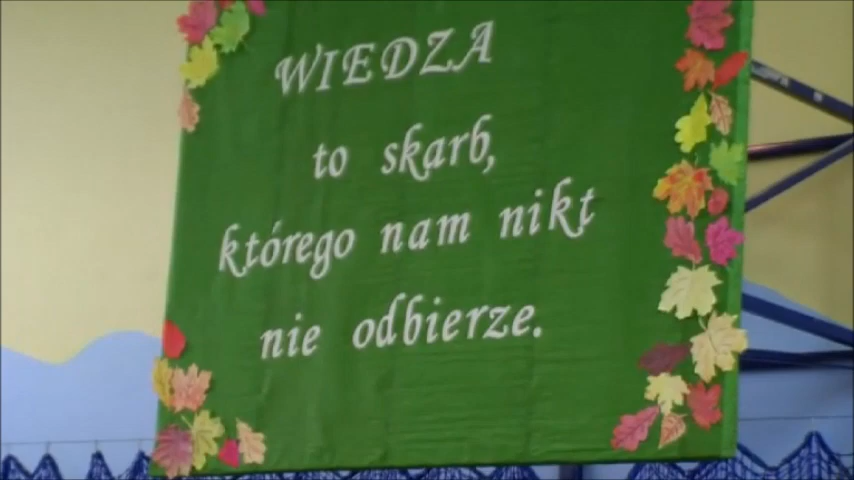 WIEDZA
to skarb,
którego nam nikt
nie odbierze.